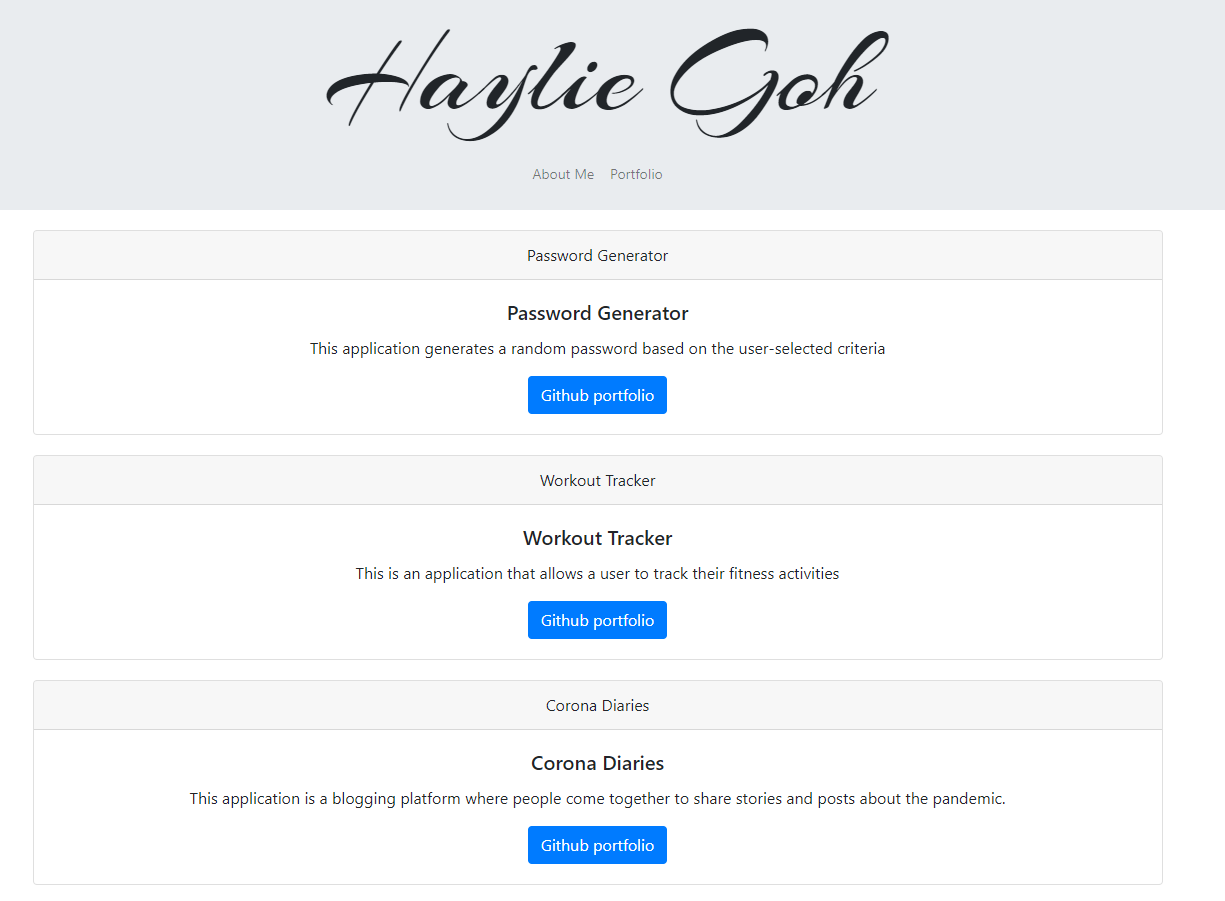 Haylie Goh
About Me Portfolio
Password Generator
Password Generator
This application generates a random password based on the user-selected criteria
Github portfolio
Workout Tracker
Workout Tracker
This is an application that allows a user to track their fitness activities
Github portfolio
Corona Diaries
Corona Diaries
This application is a blogging platform where people come together to share stories and posts about the pandemic.
Github portfolio